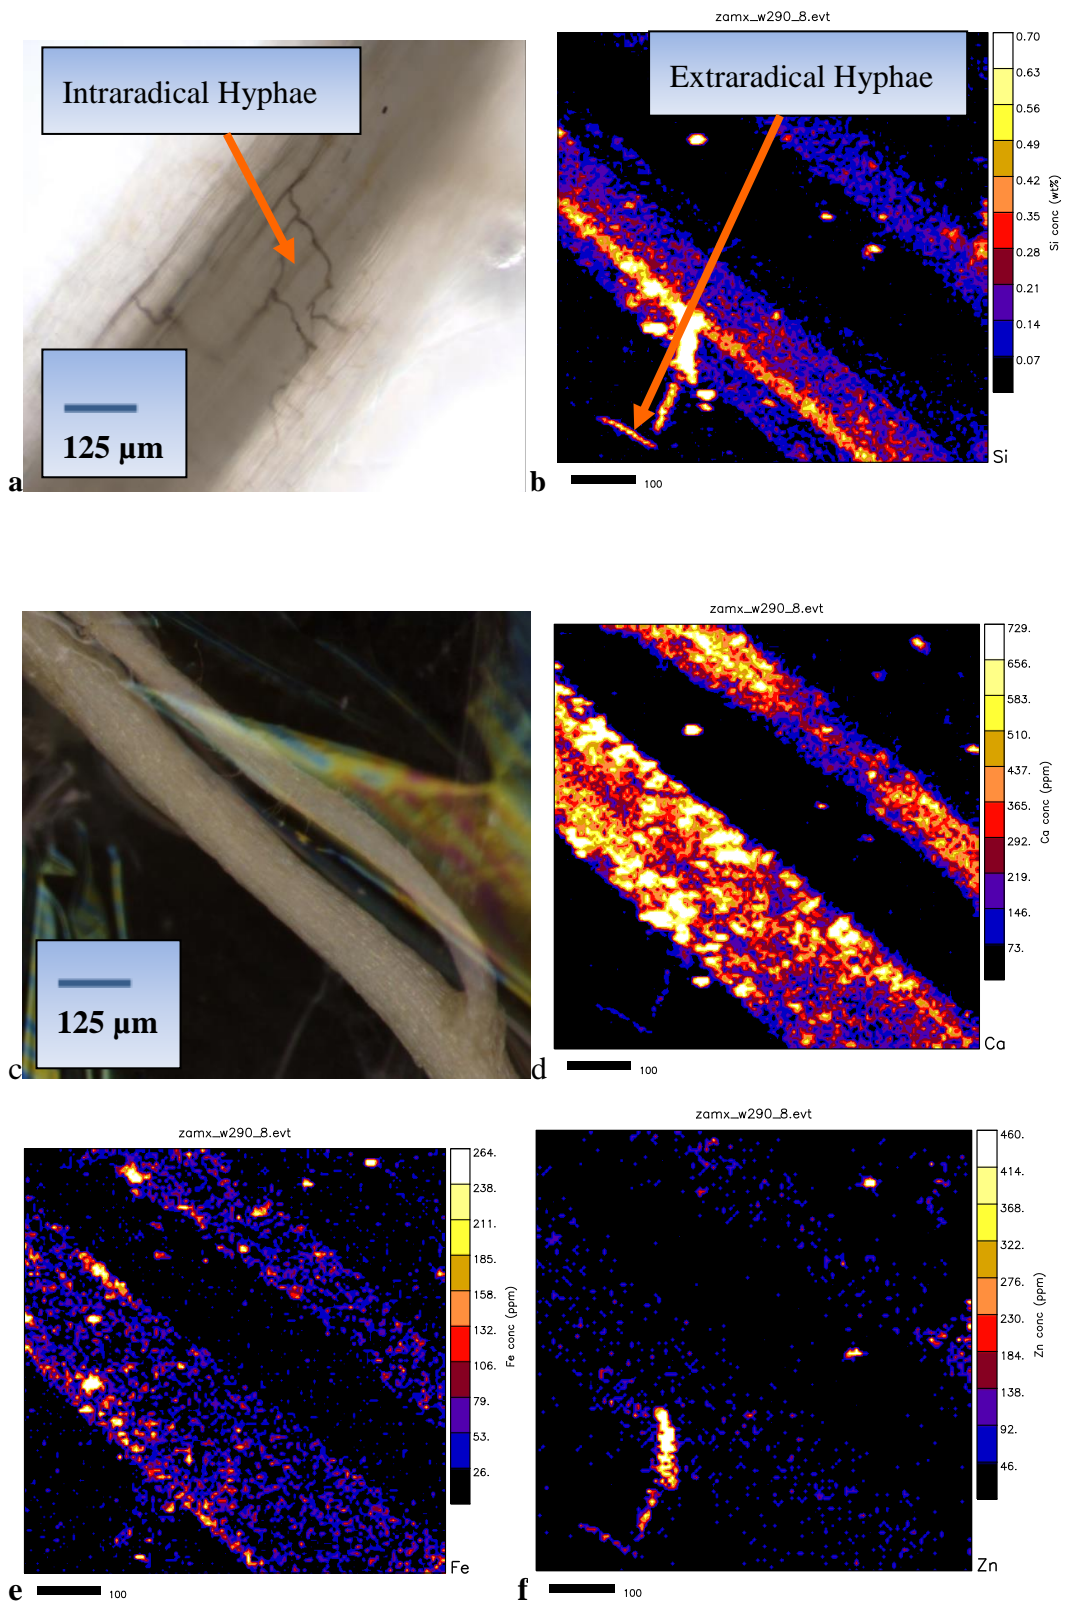 Intraradical Hyphae
125 µm
a
zamx_w290_8.evt
Extraradical Hyphae
0.70
0.63
0.56
0.49
0.42
0.35
0.28
0.21
0.14
0.07
Si conc (wt%)
Si
b
100
125 µm
c
zamx_w290_8.evt
729.
656.
583.
510.
437.
365.
292.
219.
146.
73.
Ca conc (ppm)
Ca
d
100
zamx_w290_8.evt
264.
238.
211.
185.
158.
132.
106.
79.
53.
26.
Fe conc (ppm)
Fe
e
100
zamx_w290_8.evt
460.
414.
368.
322.
276.
230.
184.
138.
92.
46.
Zn conc (ppm)
Zn
f
100